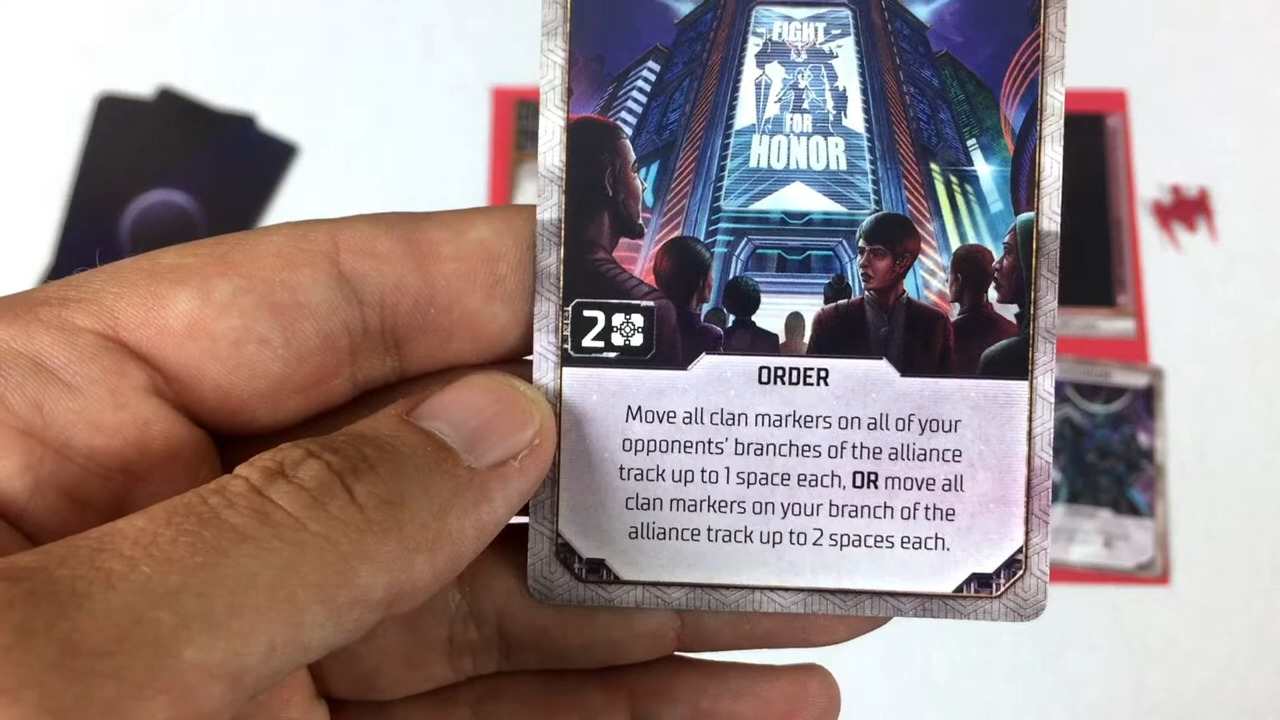 FIGHT
FOR
HONOR
2
ORDER
Move all clan markers on all of your
opponents' branches of the alliance
track up to 1 space each, OR move all
clan markers on your branch of the
alliance track up to 2 spaces each.